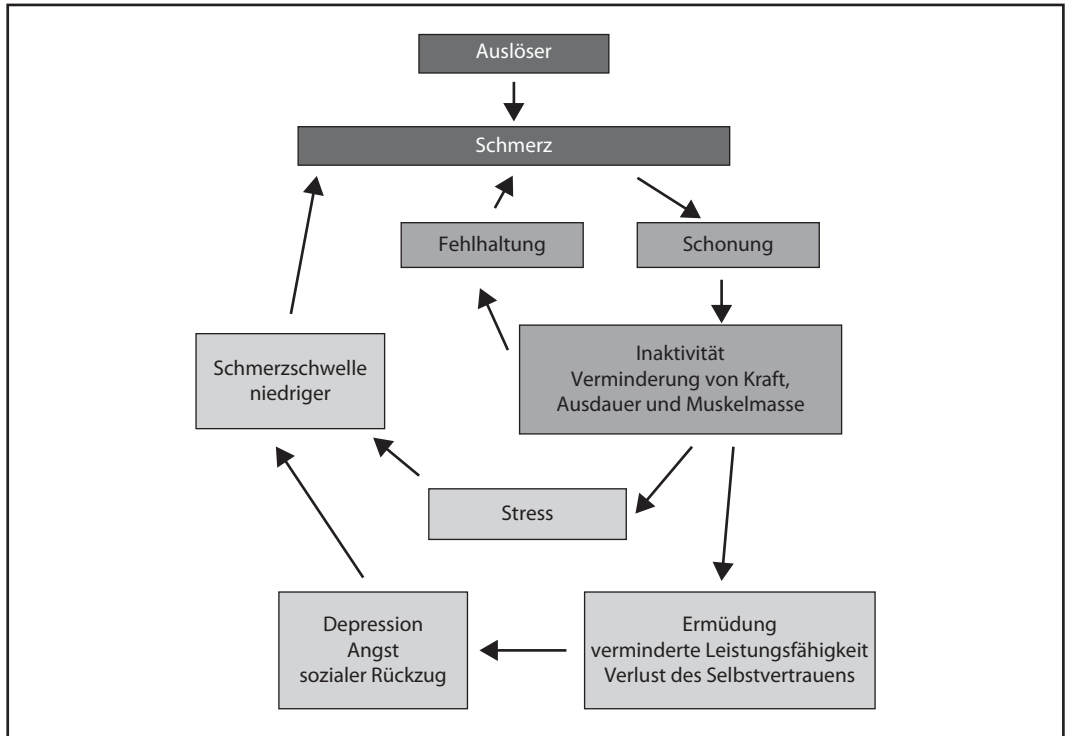 Auslöser
Schmerz
Fehlhaltung
Schonung
Inaktivität
Verminderung von Kraft,
Ausdauer und Muskelmasse
Schmerzschwelle
niedriger
Stress
Depression
Angst
sozialer Rückzug
Ermüdung
verminderte Leistungsfähigkeit
Verlust des Selbstvertrauens